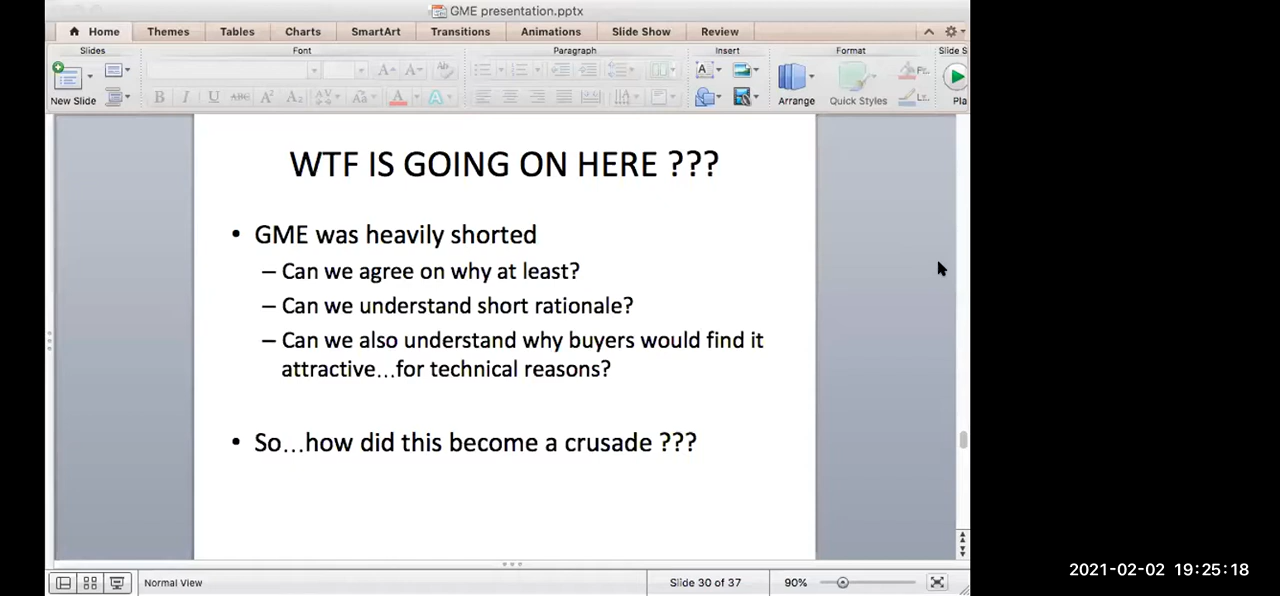 GME presentation.pptx
Home Themes Tables Charts SmartArt Transitions Animations Slide Show Review
Slides Font Paragraph Insert Format Slide S
New Slide Arrange Quick Styles Pla
WTF IS GOING ON HERE ???
• GME was heavily shorted
– Can we agree on why at least?
– Can we understand short rationale?
– Can we also understand why buyers would find it
attractive...for technical reasons?
• So...how did this become a crusade ???
Normal View Slide 30 of 37 90%
2021-02-02 19:25:18